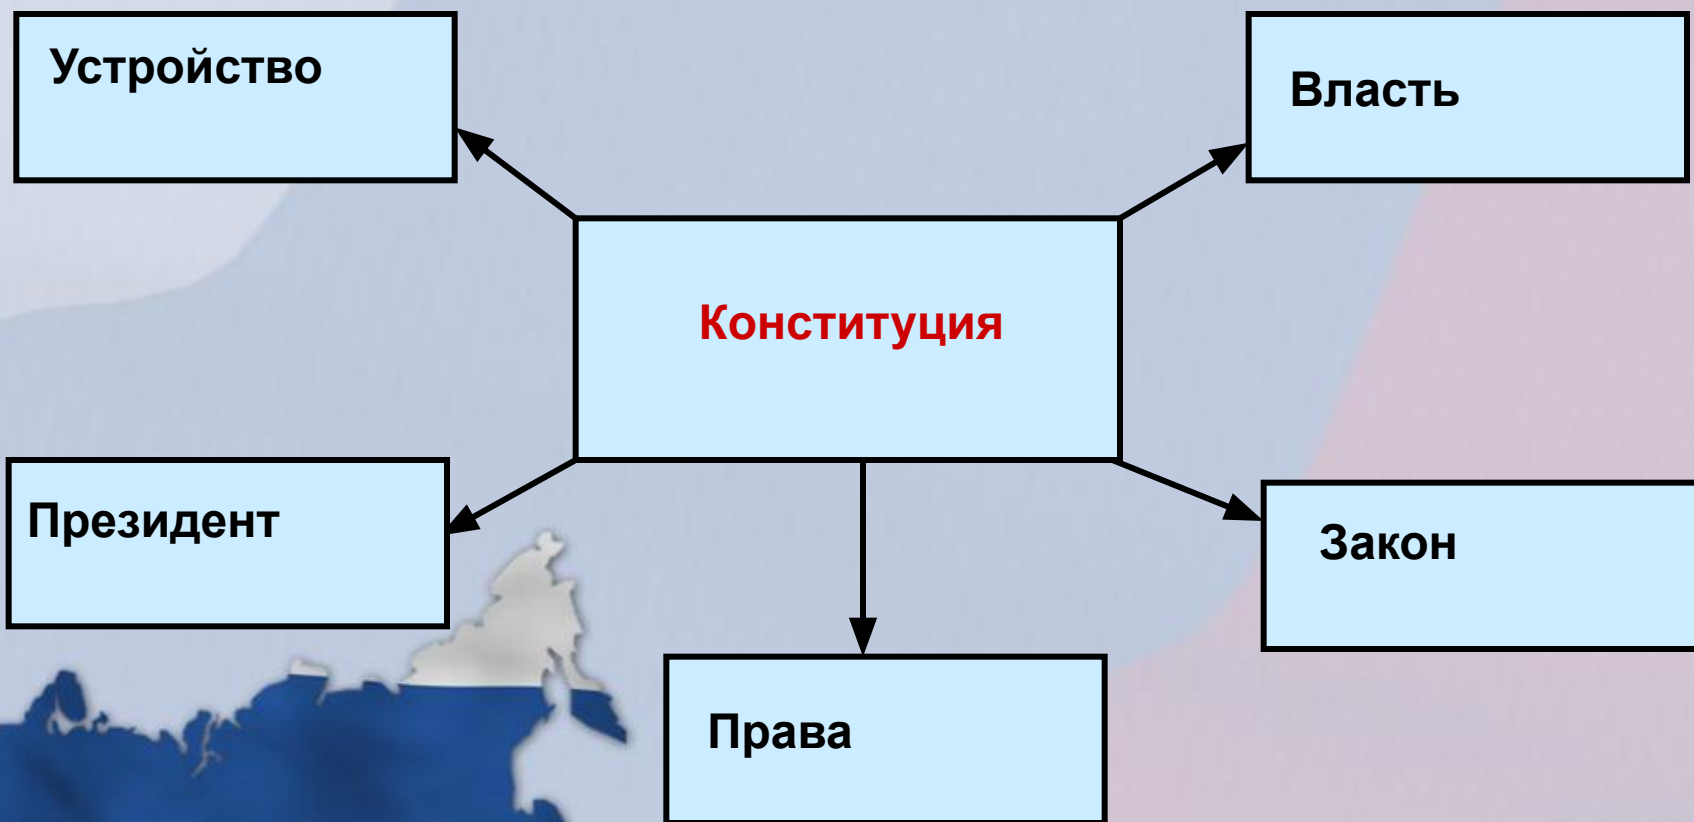 Устройство
Власть
Конституция
Президент
Закон
Права